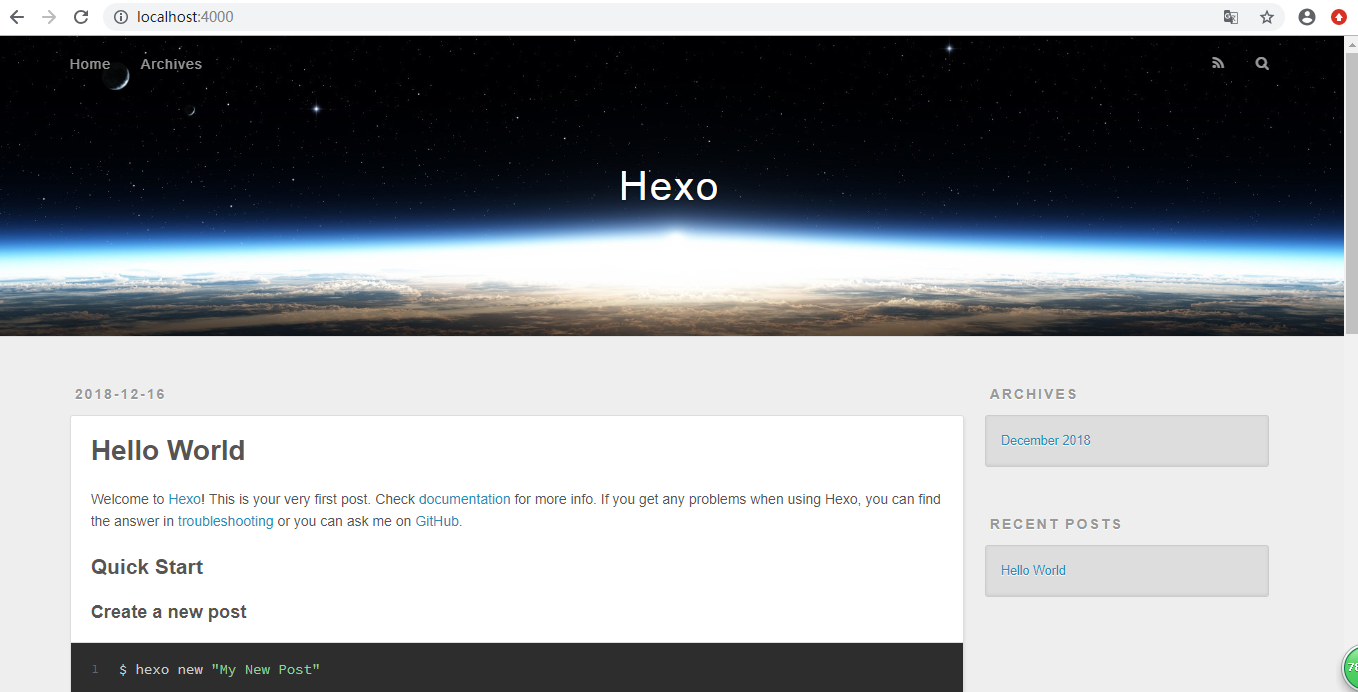 localhost:4000
Home Archives
Hexo
2018-12-16
Hello World
Welcome to Hexo! This is your very first post. Check documentation for more info. If you get any problems when using Hexo, you can find
the answer in troubleshooting or you can ask me on GitHub.
Quick Start
Create a new post
1 $ hexo new "My New Post"
ARCHIVES
December 2018
RECENT POSTS
Hello World